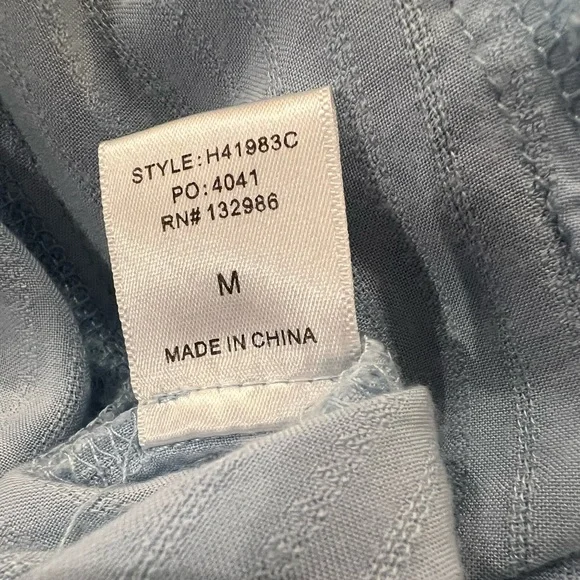 STYLE: H41983C
PO: 4041
RN# 132986
M
MADE IN CHINA